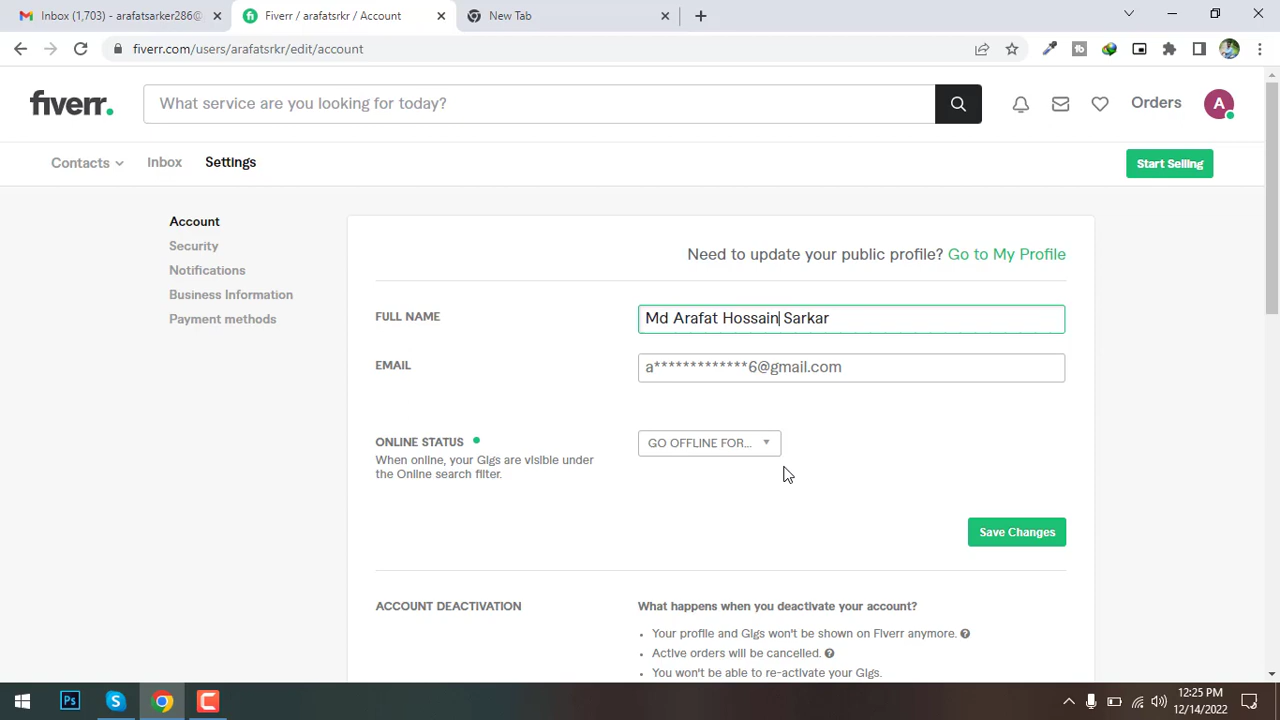 Inbox (1,703) - arafatsarker286@
Fiverr / arafatsrkr / Account
New Tab
fiverr.com/users/arafatsrkr/edit/account
fiverr.
What service are you looking for today?
Orders
A
Contacts
Inbox
Settings
Start Selling
Account
Security
Notifications
Business Information
Payment methods
Need to update your public profile? Go to My Profile
FULL NAME
Md Arafat Hossain Sarkar
EMAIL
a*************6@gmail.com
ONLINE STATUS
When online, your Gigs are visible under
the Online search filter.
GO OFFLINE FOR...
Save Changes
ACCOUNT DEACTIVATION
What happens when you deactivate your account?
• Your profile and Gigs won't be shown on Fiverr anymore.
• Active orders will be cancelled.
• You won't be able to re-activate your Gigs.
Ps
12:25 PM
12/14/2022